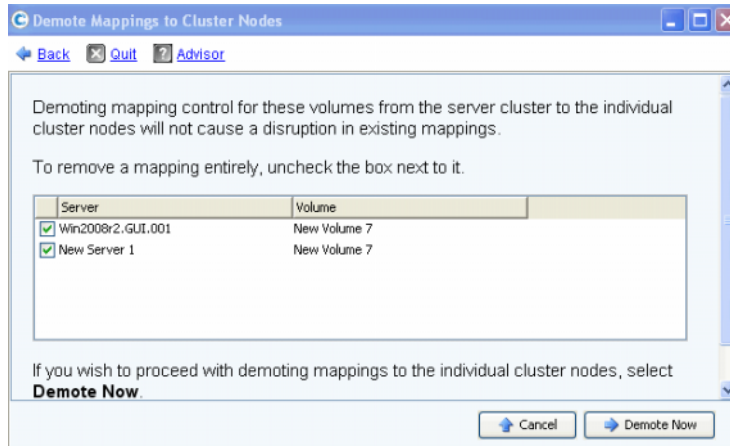 Demote Mappings to Cluster Nodes
Back Quit ? Advisor
Demoting mapping control for these volumes from the server cluster to the individual
cluster nodes will not cause a disruption in existing mappings.
To remove a mapping entirely, uncheck the box next to it.
Server Volume
Win2008r2.GUI.001 New Volume 7
New Server 1 New Volume 7
If you wish to proceed with demoting mappings to the individual cluster nodes, select
Demote Now.
Cancel Demote Now